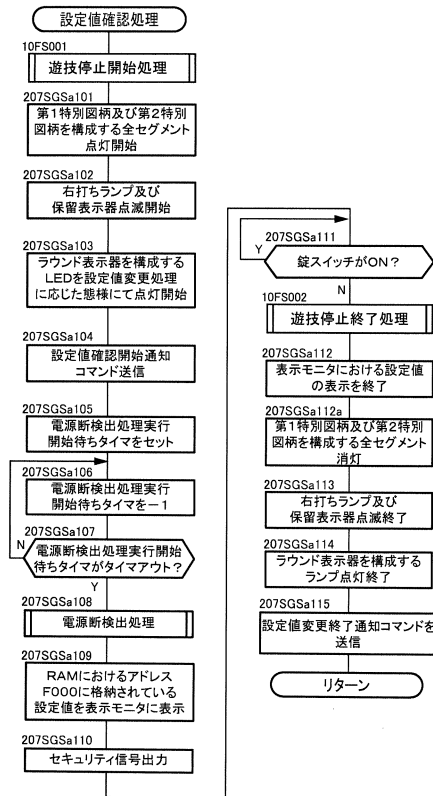 設定値確認処理
10FS001
遊技停止開始処理
207SGSa101
第1特別図柄及び第2特別
図柄を構成する全セグメント
点灯開始
207SGSa102
右打ちランプ及び
保留表示器点滅開始
207SGSa103
ラウンド表示器を構成する
LEDを設定値変更処理
に応じた態様にて点灯開始
207SGSa104
設定値確認開始通知
コマンド送信
207SGSa105
電源断検出処理実行
開始待ちタイマをセット
207SGSa106
電源断検出処理実行
開始待ちタイマを-1
207SGSa107
N
電源断検出処理実行開始
待ちタイマがタイムアウト?
Y
207SGSa108
電源断検出処理
207SGSa109
RAMにおけるアドレス
F000に格納されている
設定値を表示モニタに表示
207SGSa110
セキュリティ信号出力
207SGSa111
Y
錠スイッチがON?
N
10FS002
遊技停止終了処理
207SGSa112
表示モニタにおける設定値
の表示を終了
207SGSa112a
第1特別図柄及び第2特別
図柄を構成する全セグメント
消灯
207SGSa113
右打ちランプ及び
保留表示器点滅終了
207SGSa114
ラウンド表示器を構成する
ランプ点灯終了
207SGSa115
設定値変更終了通知コマンドを
送信
リターン